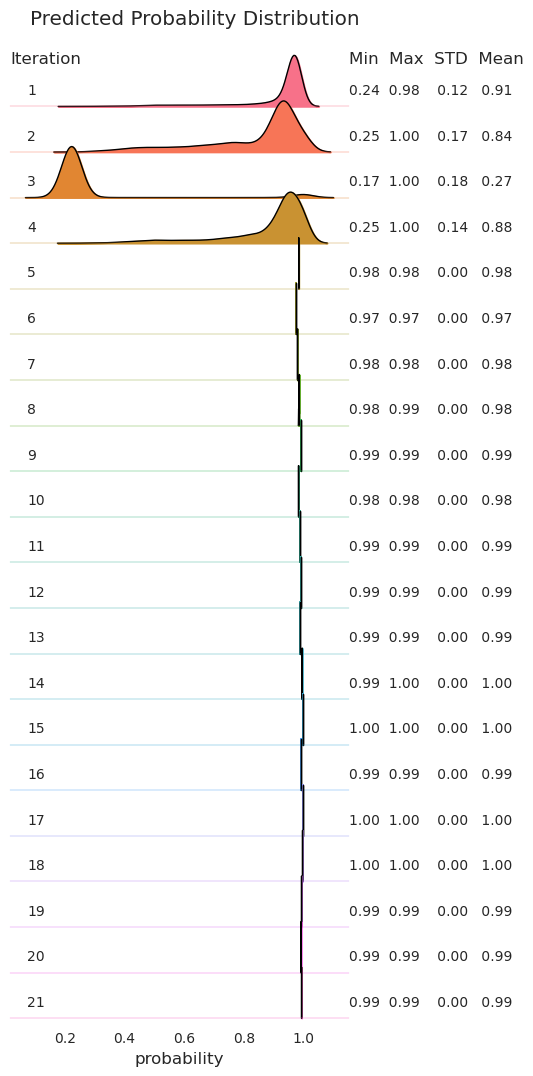 Predicted Probability Distribution
Iteration Min Max STD Mean
1 0.24 0.98 0.12 0.91
2 0.25 1.00 0.17 0.84
3 0.17 1.00 0.18 0.27
4 0.25 1.00 0.14 0.88
5 0.98 0.98 0.00 0.98
6 0.97 0.97 0.00 0.97
7 0.98 0.98 0.00 0.98
8 0.98 0.99 0.00 0.98
9 0.99 0.99 0.00 0.99
10 0.98 0.98 0.00 0.98
11 0.99 0.99 0.00 0.99
12 0.99 0.99 0.00 0.99
13 0.99 0.99 0.00 0.99
14 0.99 1.00 0.00 1.00
15 1.00 1.00 0.00 1.00
16 0.99 0.99 0.00 0.99
17 1.00 1.00 0.00 1.00
18 1.00 1.00 0.00 1.00
19 0.99 0.99 0.00 0.99
20 0.99 0.99 0.00 0.99
21 0.99 0.99 0.00 0.99
0.2 0.4 0.6 0.8 1.0
probability